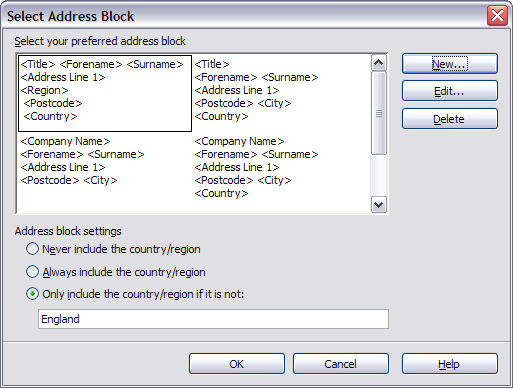 Select Address Block
Select your preferred address block
<Title> <Forename> <Surname>
<Address Line 1>
<Region>
<Postcode>
<Country>
<Title>
<Forename> <Surname>
<Address Line 1>
<Postcode> <City>
<Country>
<Company Name>
<Forename> <Surname>
<Address Line 1>
<Postcode> <City>
<Company Name>
<Forename> <Surname>
<Address Line 1>
<Postcode> <City>
<Country>
New...
Edit...
Delete
Address block settings
Never include the country/region
Always include the country/region
Only include the country/region if it is not:
England
OK
Cancel
Help